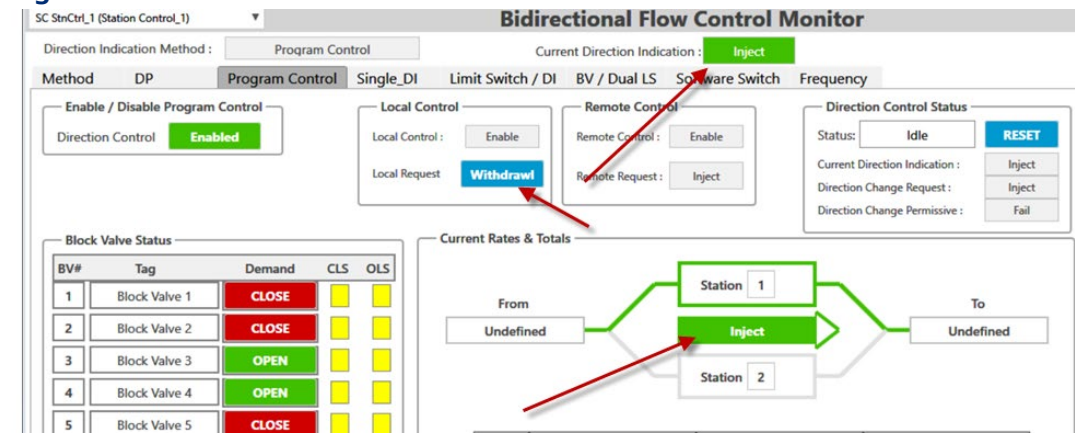 SC StnCtrl_1 (Station Control_1)
Bidirectional Flow Control Monitor
Direction Indication Method : Program Control
Current Direction Indication : Inject
Method DP Program Control Single_DI Limit Switch / DI BV / Dual LS Software Switch Frequency
Enable / Disable Program Control
Direction Control Enabled
Local Control
Local Control : Enable
Local Request Withdrawl
Remote Control
Remote Control : Enable
Remote Request : Inject
Direction Control Status
Status: Idle RESET
Current Direction Indication : Inject
Direction Change Request : Inject
Direction Change Permissive : Fail
Block Valve Status
BV# Tag Demand CLS OLS
1 Block Valve 1 CLOSE
2 Block Valve 2 CLOSE
3 Block Valve 3 OPEN
4 Block Valve 4 OPEN
5 Block Valve 5 CLOSE
Current Rates & Totals
Station 1
From To
Undefined Inject Undefined
Station 2